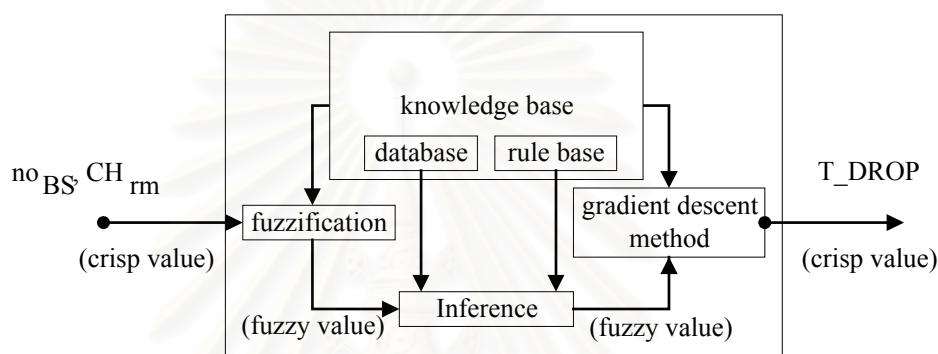 knowledge base
database
rule base
no BS, CH rm
T_DROP
fuzzification
gradient descent
method
(crisp value)
(crisp value)
Inference
(fuzzy value)
(fuzzy value)